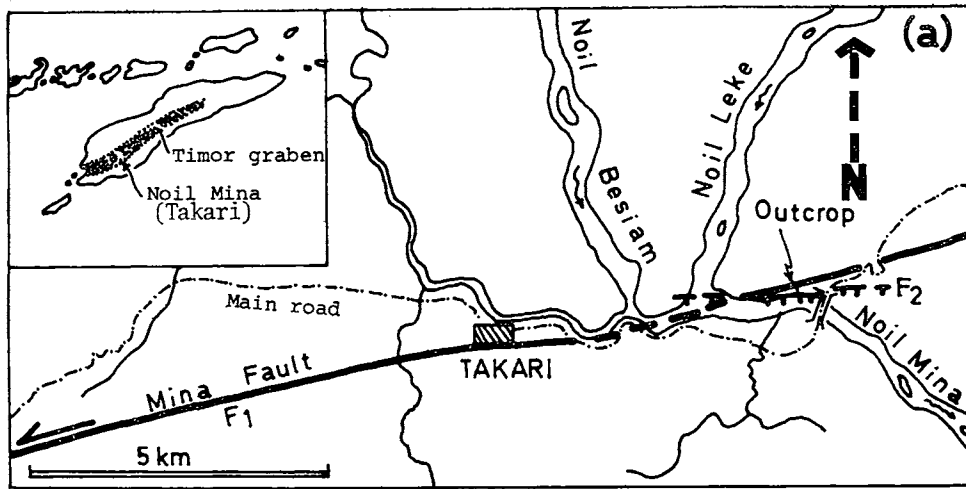 (a)
Timor graben
Noil Mina
(Takari)
Noil
Besiam
Noil Leke
N
Outcrop
Main road
F2
TAKARI
Noil Mina
Mina Fault
F1
5 km